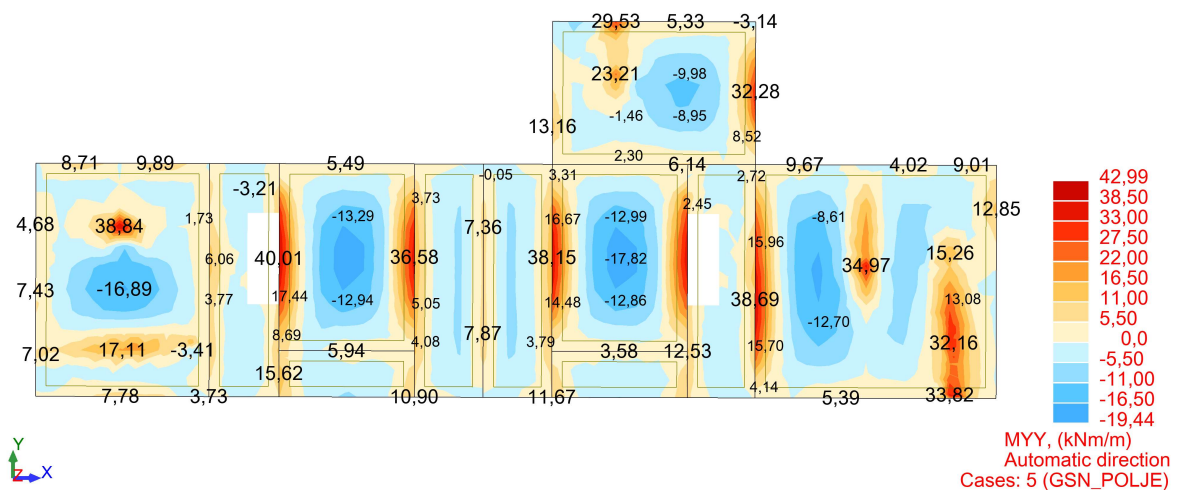 29,53 5,33 -3,14
23,21 -9,98
32,28
-1,46 -8,95
13,16
8,52
2,30
8,71 9,89 5,49 6,14 9,67 4,02 9,01
-0,05 3,31 2,72
-3,21
3,73 2,45
4,68 38,84 1,73 -13,29 7,36 16,67 -12,99 -8,61 12,85
15,96
40,01 36,58 38,15 -17,82 34,97 15,26
6,06
7,43 -16,89 3,77 17,44 -12,94 5,05 14,48 -12,86 38,69 13,08
-12,70
8,69 4,08 7,87 3,79 15,70 32,16
7,02 17,11 -3,41 5,94 3,58 12,53
15,62
4,14
7,78 3,73 10,90 11,67 5,39 33,82
42,99
38,50
33,00
27,50
22,00
16,50
11,00
5,50
0,0
-5,50
-11,00
-16,50
-19,44
MYY, (kNm/m)
Automatic direction
Cases: 5 (GSN_POLJE)
Y
Z X